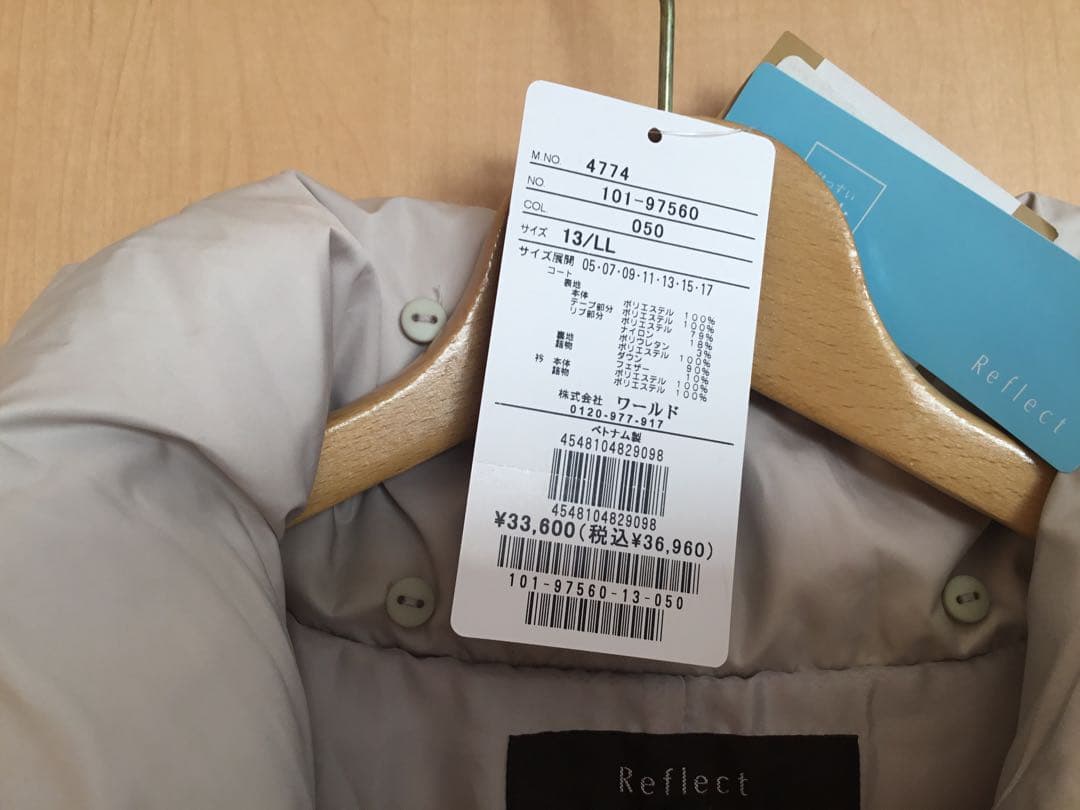 M.NO. 4774
NO. 101-97560
COL. 050
サイズ 13/LL
サイズ展開 05・07・09・11・13・15・17
コート
表地
本体 ポリエステル 100%
テープ部分 ポリエステル 100%
リブ部分 ポリエステル 79%
ナイロン 18%
ポリウレタン 3%
裏地 ポリエステル 100%
詰物 ダウン 90%
フェザー 10%
衿 本体 ポリエステル 100%
詰物 ポリエステル 100%
株式会社 ワールド
0120-977-917
ベトナム製
4548104829098
4548104829098
¥33,600(税込¥36,960)
101-97560-13-050
Reflect
Reflect